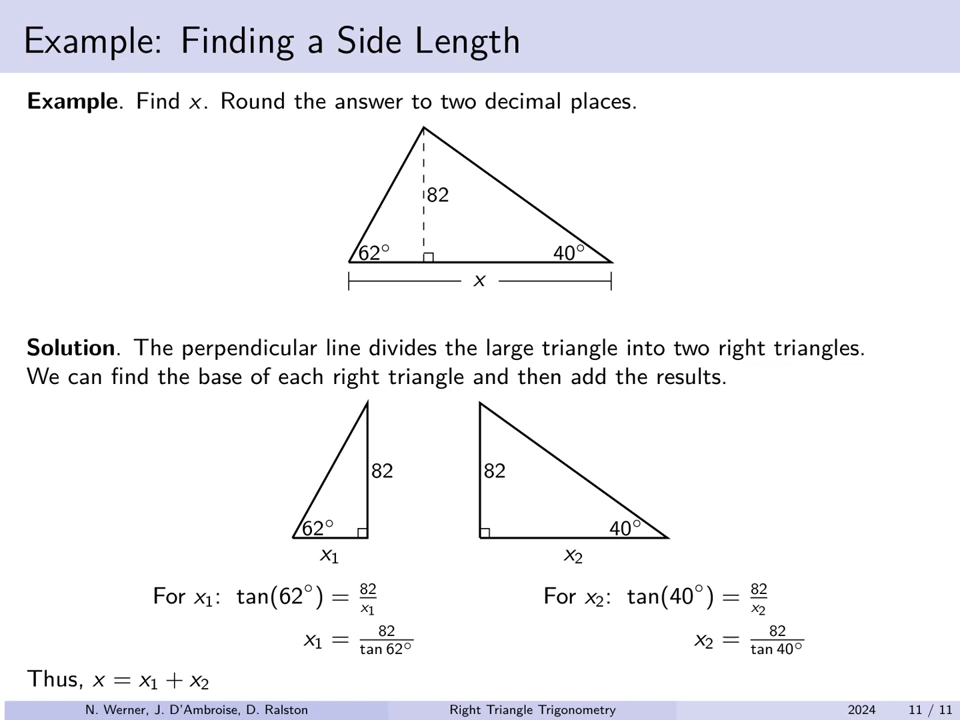 Example: Finding a Side Length
Example. Find x. Round the answer to two decimal places.
82
62° 40°
x
Solution. The perpendicular line divides the large triangle into two right triangles.
We can find the base of each right triangle and then add the results.
82 82
62° 40°
x₁ x₂
For x₁: tan(62°) = 82/x₁ For x₂: tan(40°) = 82/x₂
x₁ = 82/tan 62° x₂ = 82/tan 40°
Thus, x = x₁ + x₂
N. Werner, J. D'Ambroise, D. Ralston Right Triangle Trigonometry 2024 11 / 11